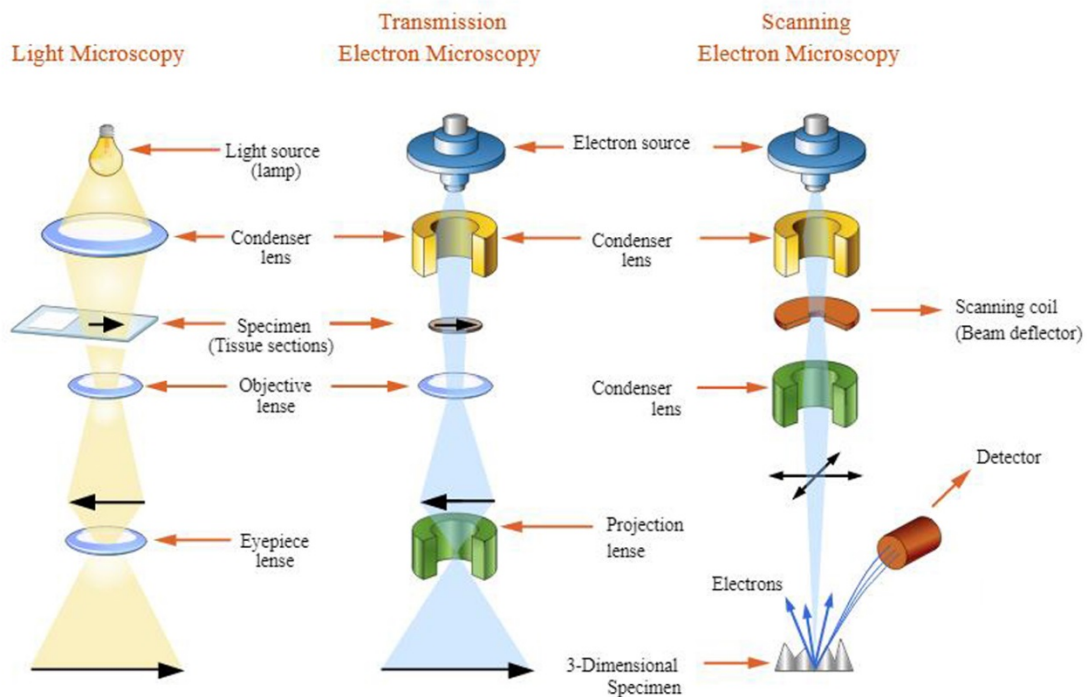 Light Microscopy
Transmission
Electron Microscopy
Scanning
Electron Microscopy
Light source
(lamp)
Electron source
Condenser
lens
Condenser
lens
Specimen
(Tissue sections)
Scanning coil
(Beam deflector)
Objective
lense
Condenser
lens
Detector
Eyepiece
lense
Projection
lense
Electrons
3-Dimensional
Specimen